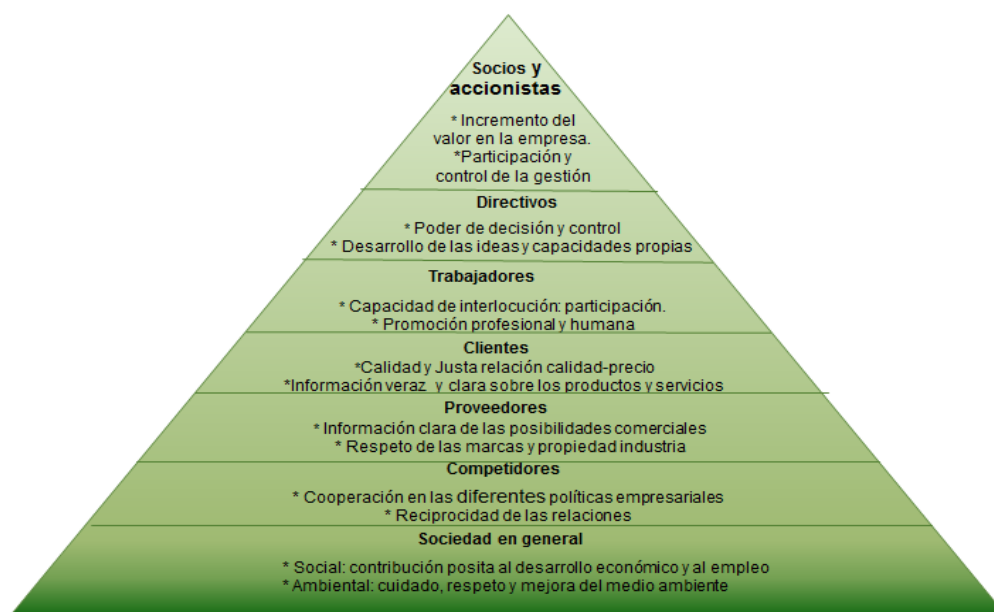 Socios y
accionistas
* Incremento del
valor en la empresa.
*Participación y
control de la gestión
Directivos
* Poder de decisión y control
* Desarrollo de las ideas y capacidades propias
Trabajadores
* Capacidad de interlocución: participación.
* Promoción profesional y humana
Clientes
*Calidad y Justa relación calidad-precio
*Información veraz y clara sobre los productos y servicios
Proveedores
* Información clara de las posibilidades comerciales
* Respeto de las marcas y propiedad industria
Competidores
* Cooperación en las diferentes políticas empresariales
* Reciprocidad de las relaciones
Sociedad en general
* Social: contribución posita al desarrollo económico y al empleo
* Ambiental: cuidado, respeto y mejora del medio ambiente